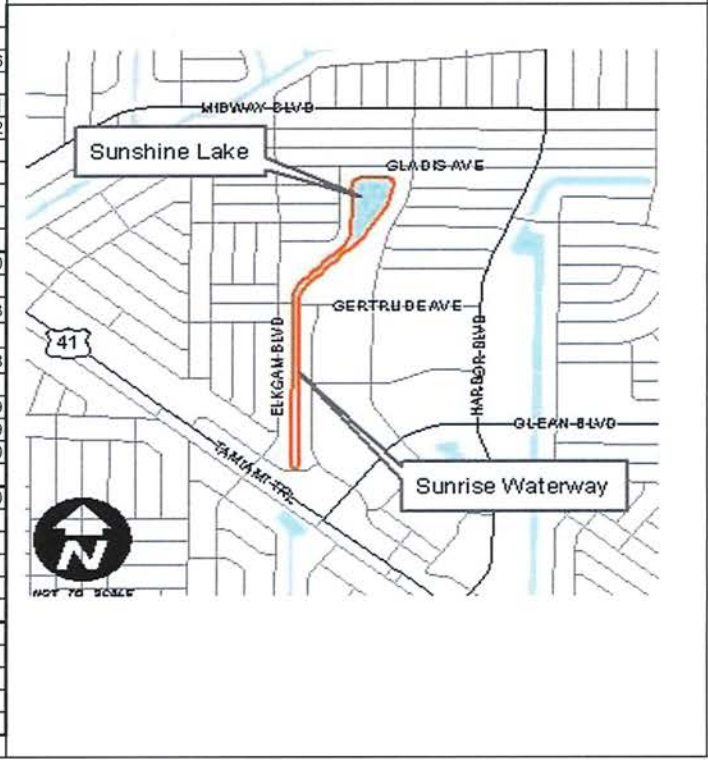 MIDWAY BLVD
Sunshine Lake
GLADIS AVE
GERTRUDE AVE
41
ELKCAM BLVD
HARBOR BLVD
OLEAN BLVD
TAMIAMI TRL
Sunrise Waterway
N
NOT TO SCALE